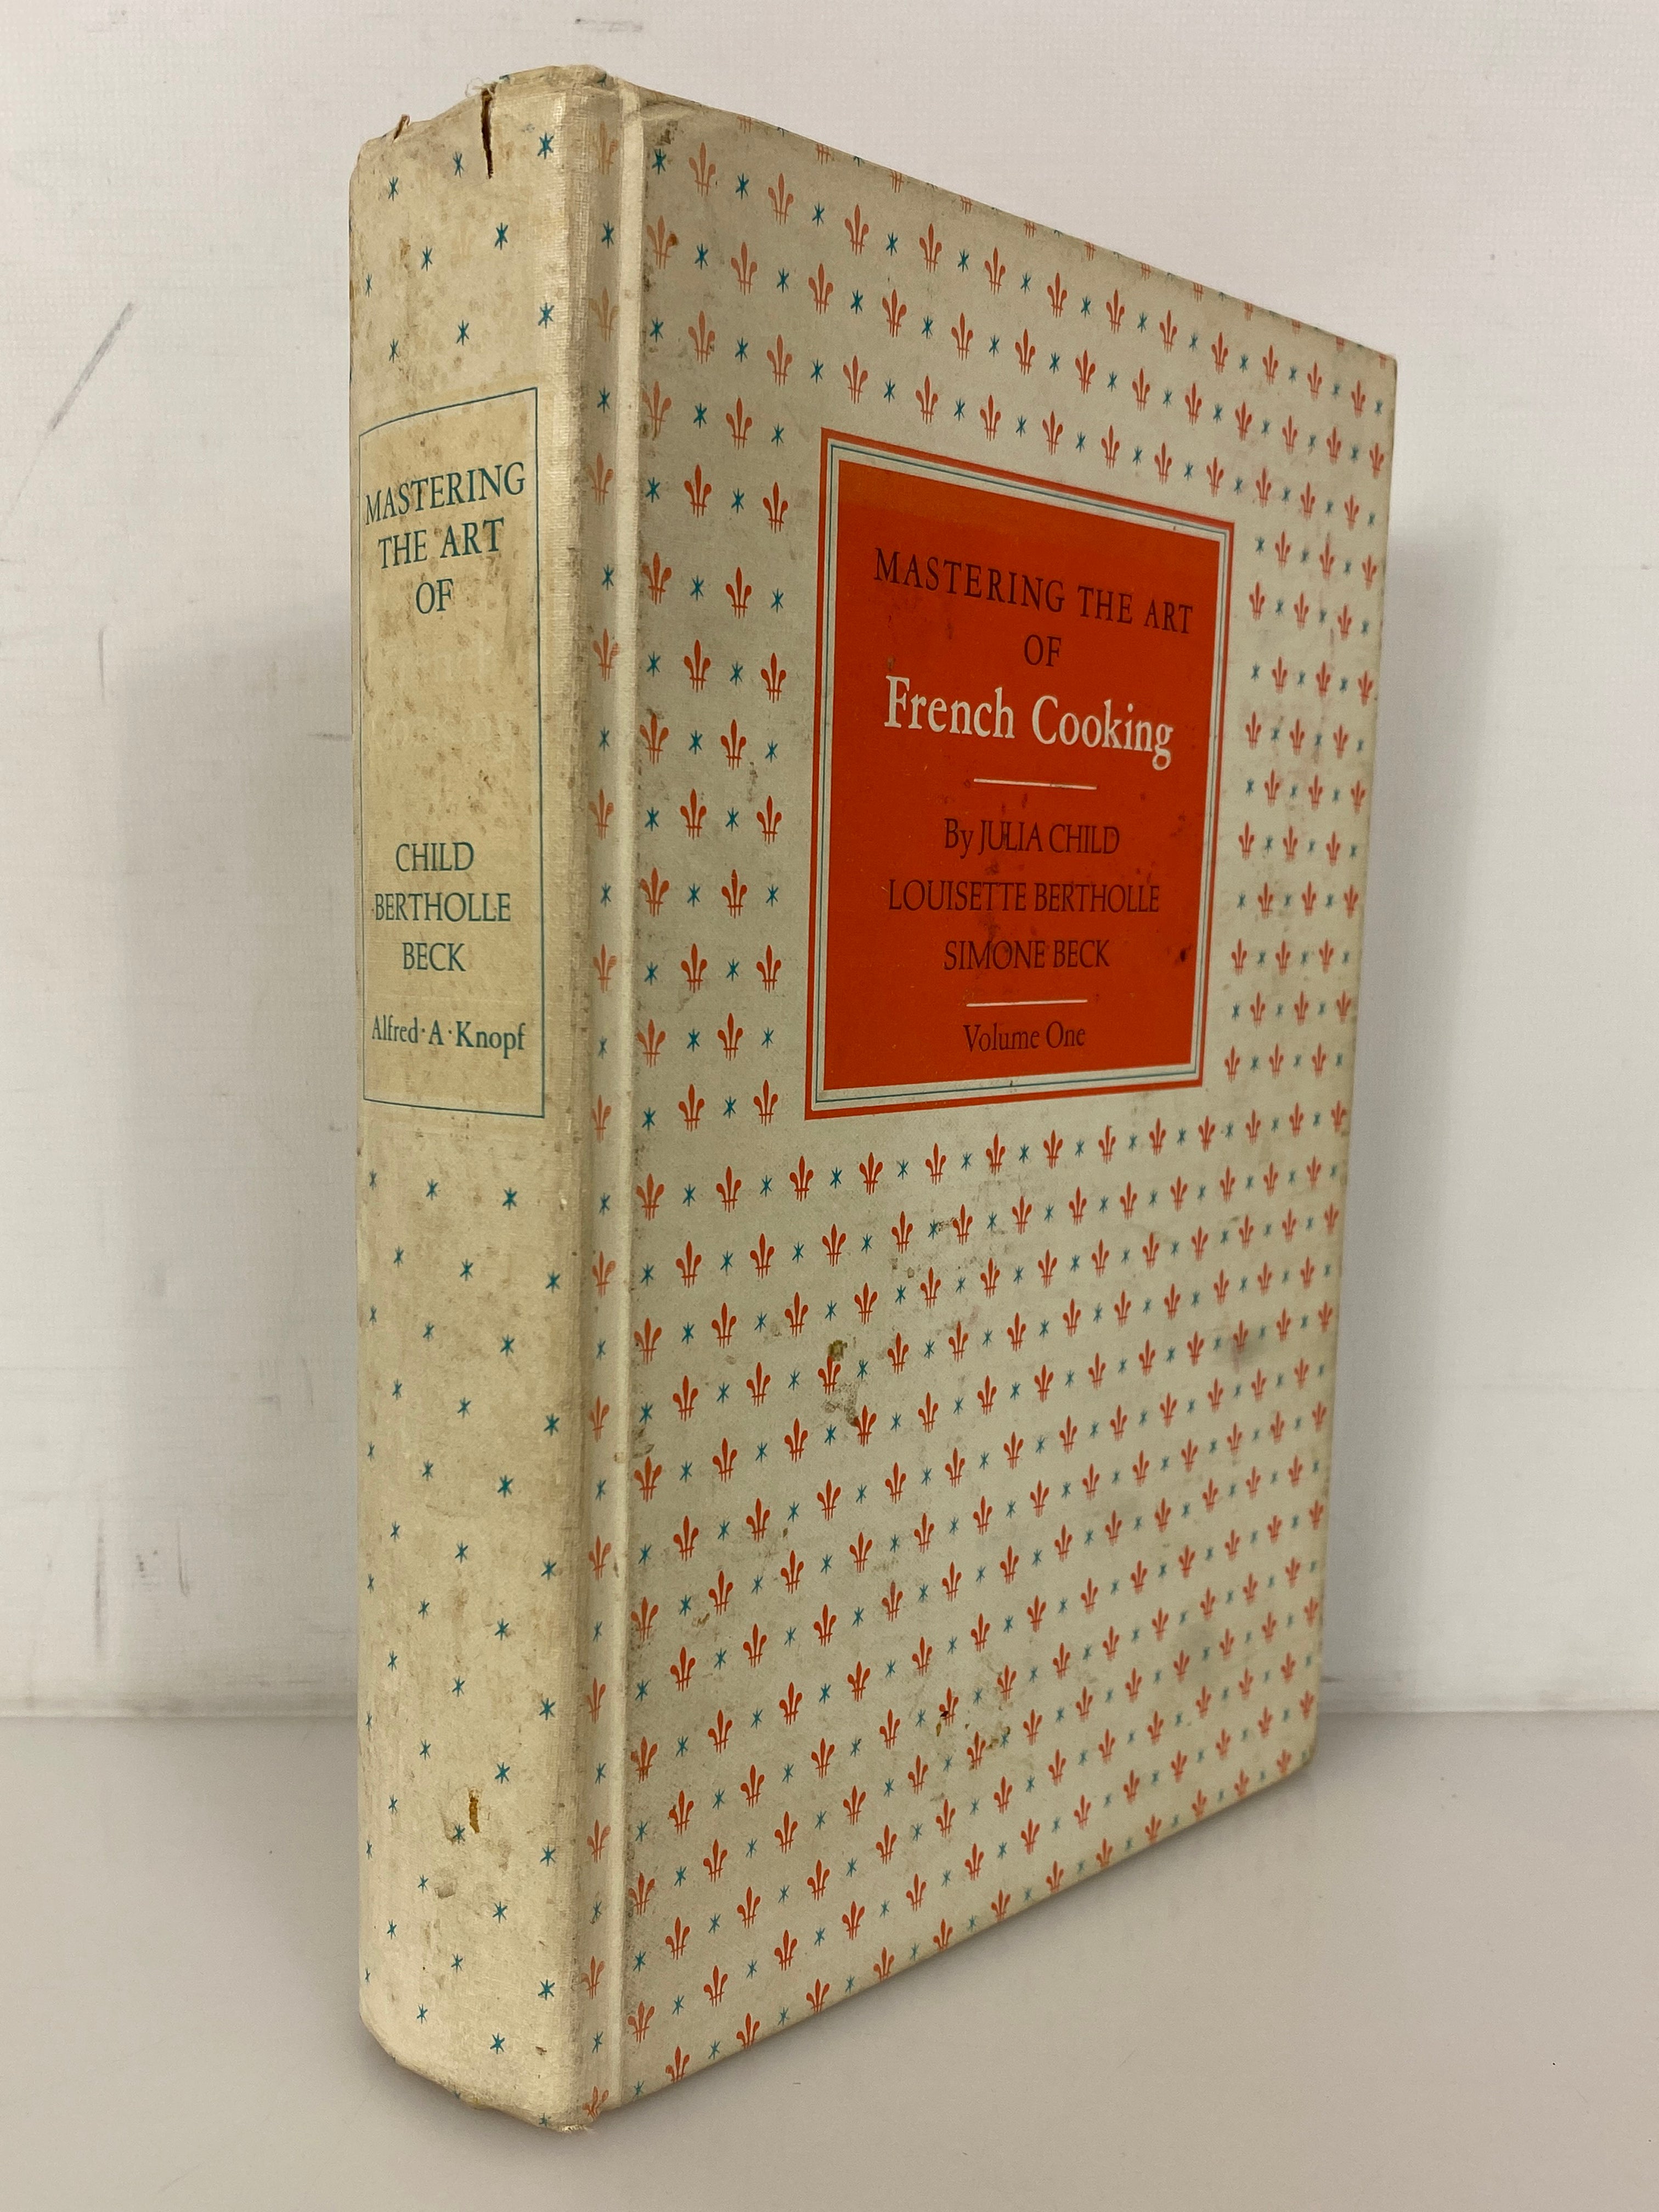 MASTERING
THE ART
OF
CHILD
BERTHOLLE
BECK
Alfred·A·Knopf
MASTERING THE ART
OF
French Cooking
By JULIA CHILD
LOUISETTE BERTHOLLE
SIMONE BECK
Volume One